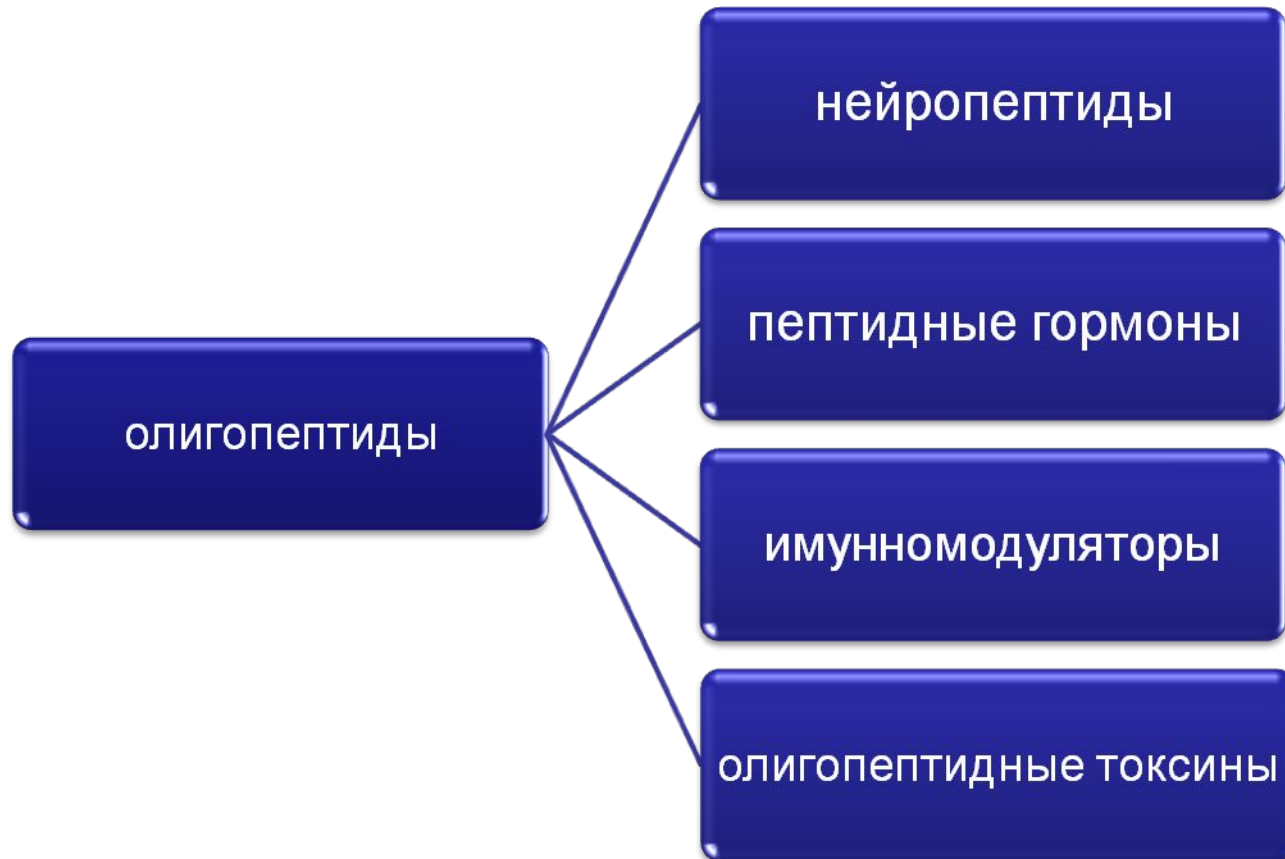 нейропептиды
пептидные гормоны
олигопептиды
имунномодуляторы
олигопептидные токсины